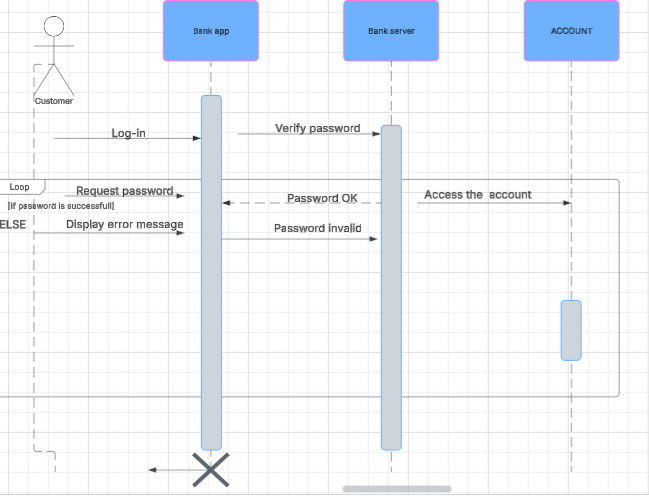 Bank app
Bank server
ACCOUNT
Customer
Log-in
Verify password
Loop
Request password
Password OK
Access the account
[If password is successfull]
ELSE
Display error message
Password invalid